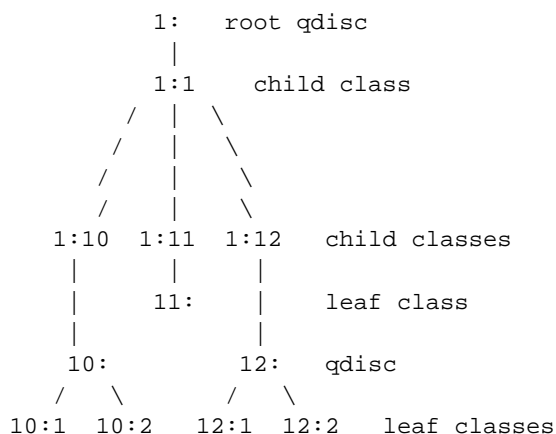 1: root qdisc
|
1:1 child class
/ | \
/ | \
/ | \
/ | \
1:10 1:11 1:12 child classes
| | |
| 11: | leaf class
| |
10: 12: qdisc
/ \ / \
10:1 10:2 12:1 12:2 leaf classes